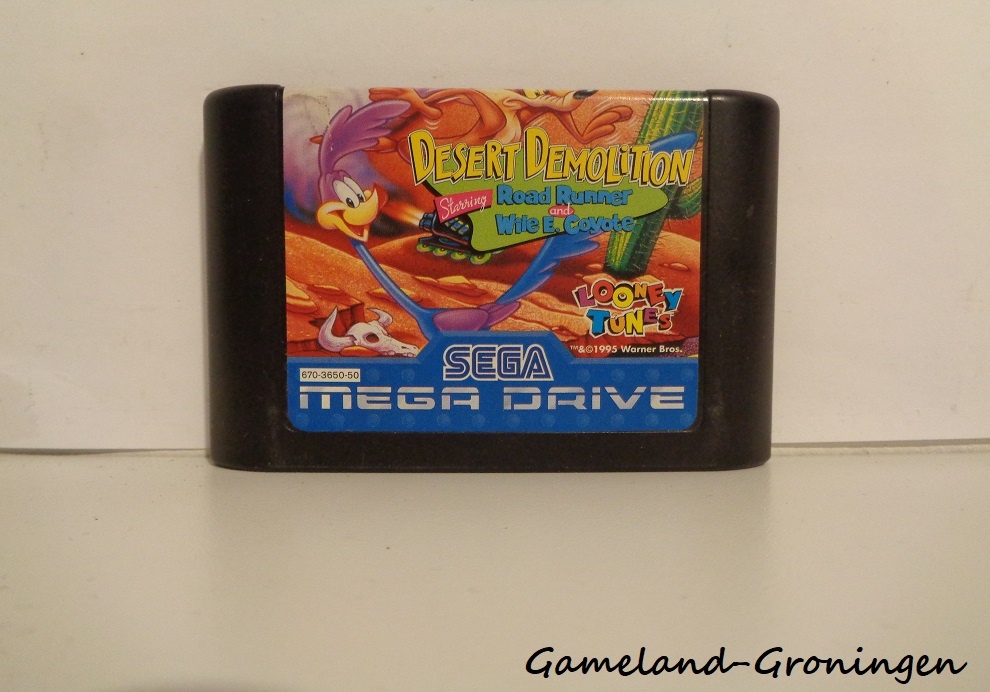 DESERT DEMOLITION
Starring Road Runner
and
Wile E. Coyote
LOONEY
TUNES
™&©1995 Warner Bros.
SEGA
670-3650-50
MEGA DRIVE
Gameland-Groningen